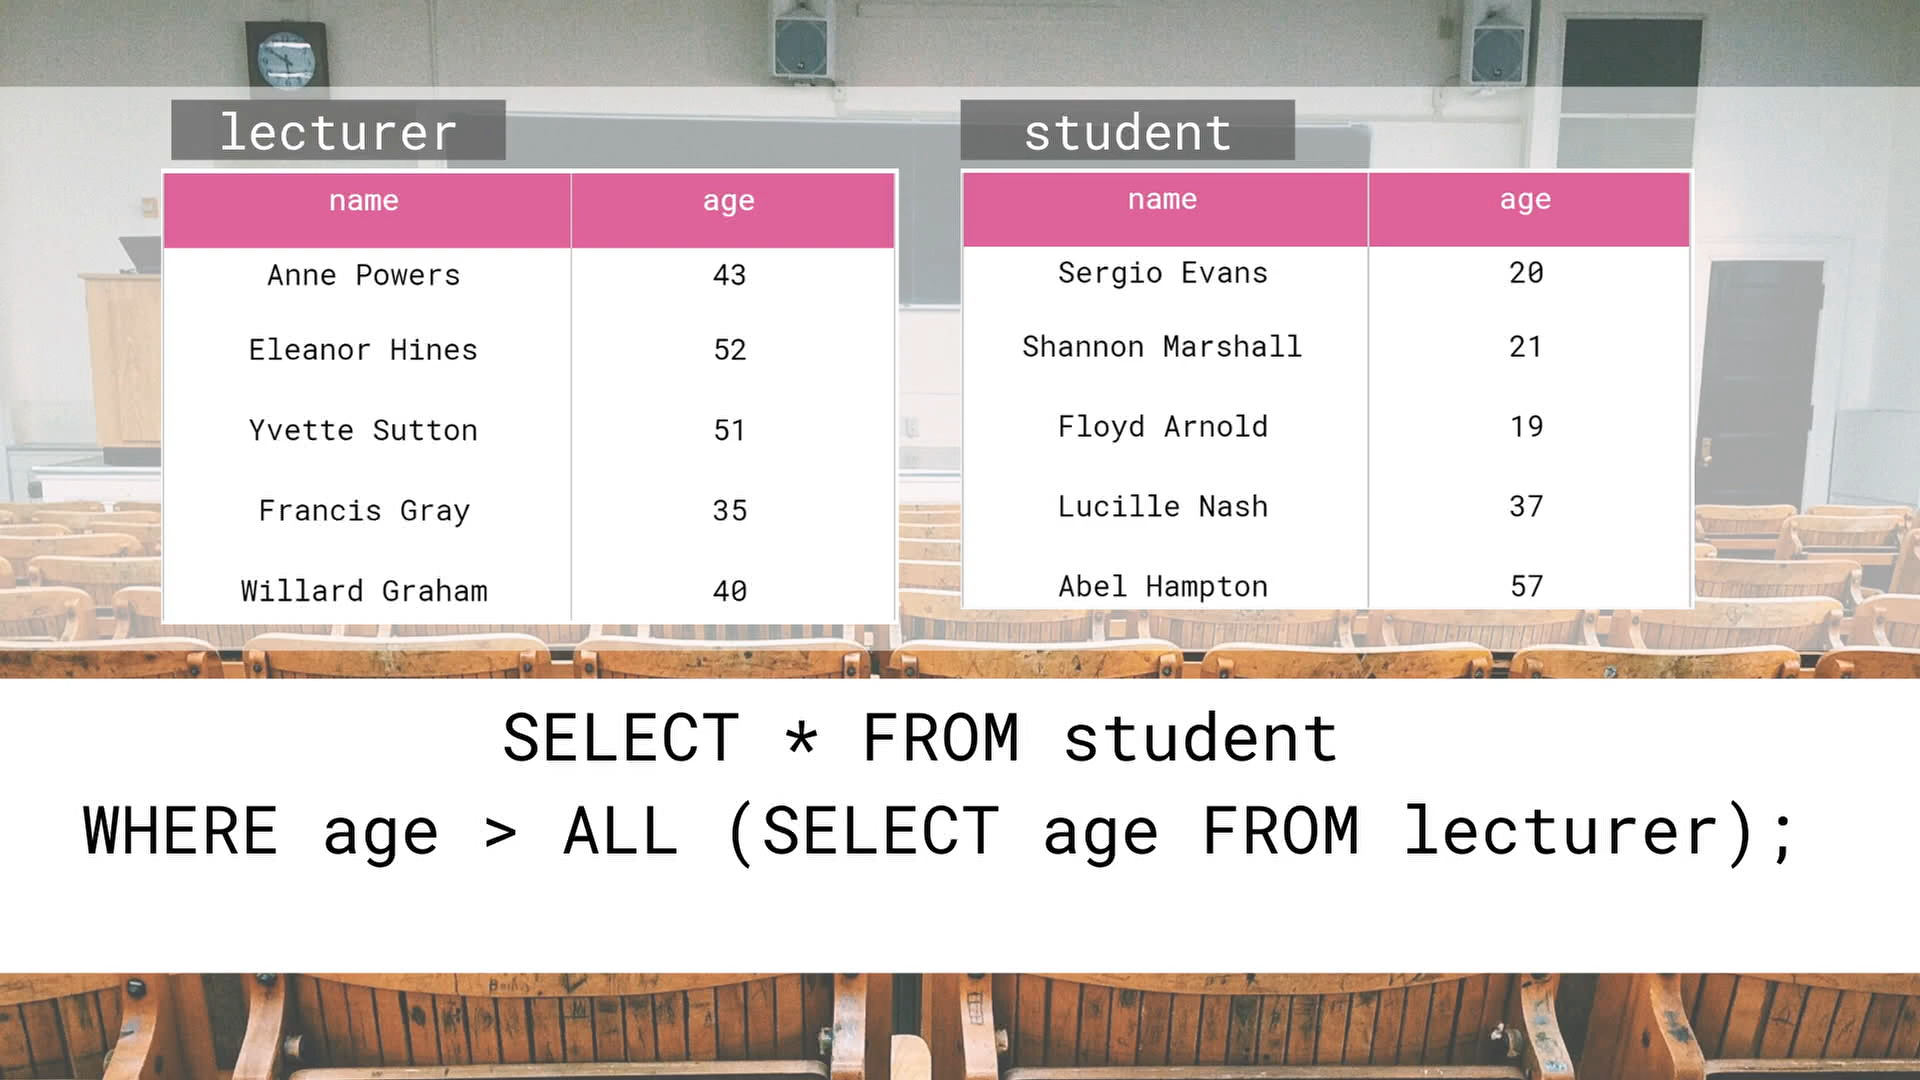 lecturer
name age
Anne Powers 43
Eleanor Hines 52
Yvette Sutton 51
Francis Gray 35
Willard Graham 40
student
name age
Sergio Evans 20
Shannon Marshall 21
Floyd Arnold 19
Lucille Nash 37
Abel Hampton 57
SELECT * FROM student
WHERE age > ALL (SELECT age FROM lecturer);